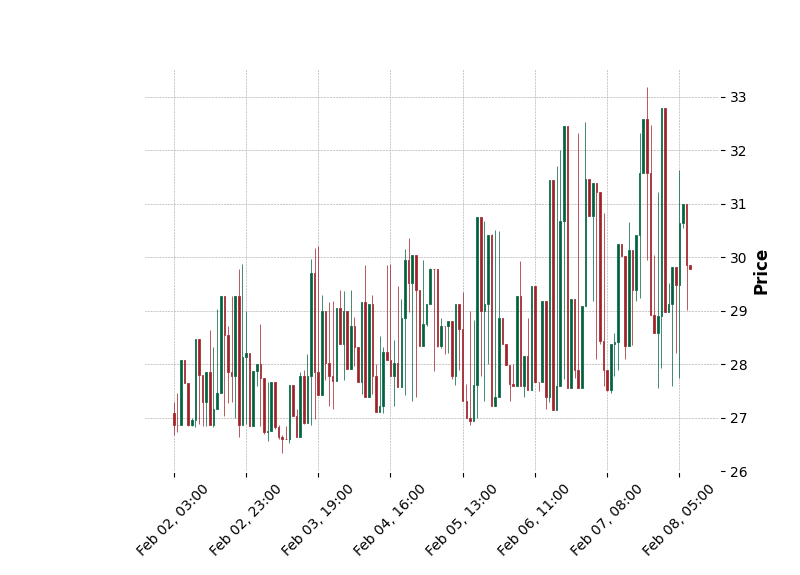 33
32
31
30
29
28
27
26
Price
Feb 02, 03:00
Feb 02, 23:00
Feb 03, 19:00
Feb 04, 16:00
Feb 05, 13:00
Feb 06, 11:00
Feb 07, 08:00
Feb 08, 05:00